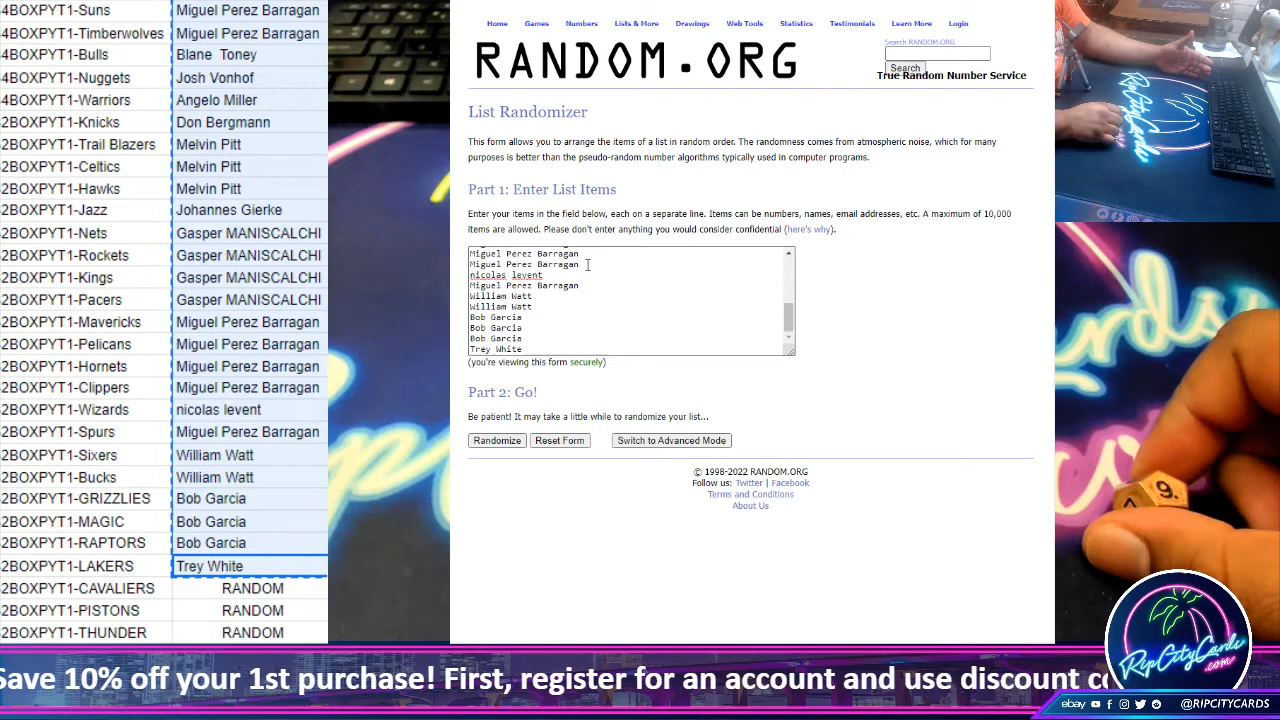 4BOXPYT1-Suns Miguel Perez Barragan
4BOXPYT1-Timberwolves Miguel Perez Barragan
4BOXPYT1-Bulls Blane Toney
4BOXPYT1-Nuggets Josh Vonhof
4BOXPYT1-Warriors Angelo Miller
2BOXPYT1-Knicks Don Bergmann
2BOXPYT1-Trail Blazers Melvin Pitt
2BOXPYT1-Celtics Melvin Pitt
2BOXPYT1-Hawks Melvin Pitt
2BOXPYT1-Jazz Johannes Gierke
2BOXPYT1-Nets Gasper MANISCALCHI
2BOXPYT1-Rockets Gasper MANISCALCHI
2BOXPYT1-Kings Gasper MANISCALCHI
2BOXPYT1-Pacers Gasper MANISCALCHI
2BOXPYT1-Mavericks Miguel Perez Barragan
2BOXPYT1-Pelicans Miguel Perez Barragan
2BOXPYT1-Hornets Miguel Perez Barragan
2BOXPYT1-Clippers Miguel Perez Barragan
2BOXPYT1-Wizards nicolas levent
2BOXPYT1-Spurs Miguel Perez Barragan
2BOXPYT1-Sixers William Watt
2BOXPYT1-Bucks William Watt
2BOXPYT1-GRIZZLIES Bob Garcia
2BOXPYT1-MAGIC Bob Garcia
2BOXPYT1-RAPTORS Bob Garcia
2BOXPYT1-LAKERS Trey White
2BOXPYT1-CAVALIERS RANDOM
2BOXPYT1-PISTONS RANDOM
2BOXPYT1-THUNDER RANDOM
Home Games Numbers Lists & More Drawings Web Tools Statistics Testimonials Learn More Login
RANDOM.ORG
Search RANDOM.ORG
Search
True Random Number Service
List Randomizer
This form allows you to arrange the items of a list in random order. The randomness comes from atmospheric noise, which for many
purposes is better than the pseudo-random number algorithms typically used in computer programs.
Part 1: Enter List Items
Enter your items in the field below, each on a separate line. Items can be numbers, names, email addresses, etc. A maximum of 10,000
items are allowed. Please don't enter anything you would consider confidential (here's why).
Miguel Perez Barragan
Miguel Perez Barragan
nicolas levent
Miguel Perez Barragan
William Watt
William Watt
Bob Garcia
Bob Garcia
Bob Garcia
Trey White
(you're viewing this form securely)
Part 2: Go!
Be patient! It may take a little while to randomize your list...
Randomize Reset Form Switch to Advanced Mode
© 1998-2022 RANDOM.ORG
Follow us: Twitter | Facebook
Terms and Conditions
About Us
RipCityCards
9.
RipCityCards
.com
Save 10% off your 1st purchase! First, register for an account and use discount
ebay @RIPCITYCARDS